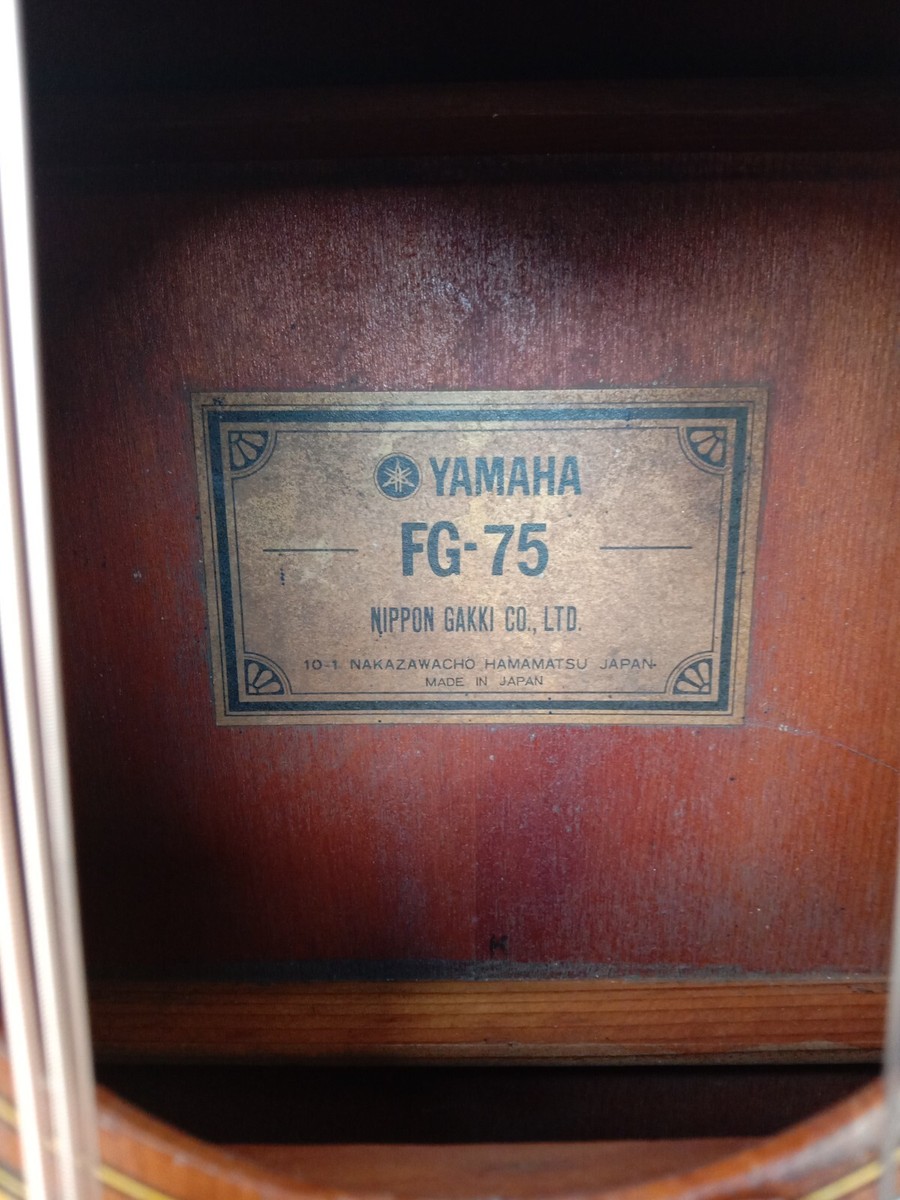 YAMAHA
FG-75
NIPPON GAKKI CO., LTD.
10-1 NAKAZAWACHO HAMAMATSU JAPAN
MADE IN JAPAN
K